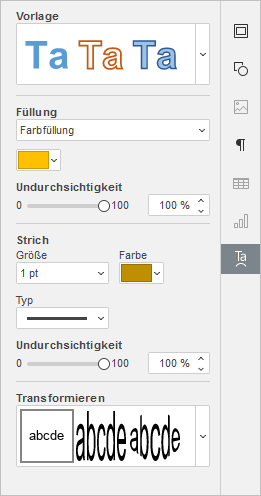 Vorlage
Ta Ta Ta
Füllung
Farbfüllung
Undurchsichtigkeit
0 100 100 %
Strich
Größe Farbe
1 pt
Typ
Undurchsichtigkeit
0 100 100 %
Transformieren
abcde abcde abcde
Ta